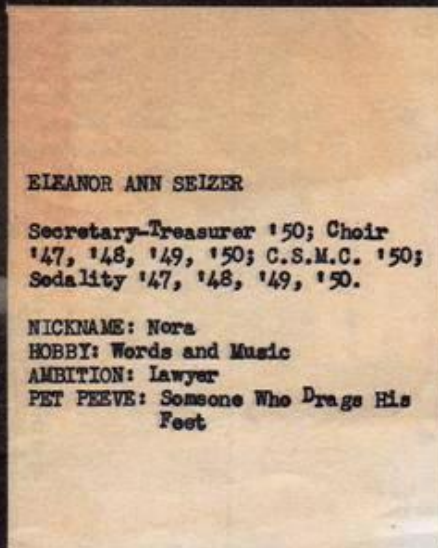 ELEANOR ANN SEIZER
Secretary-Treasurer '50; Choir
'47, '48, '49, '50; C.S.M.C. '50;
Sodality '47, '48, '49, '50.
NICKNAME: Nora
HOBBY: Words and Music
AMBITION: Lawyer
PET PEEVE: Someone Who Drags His
Feet